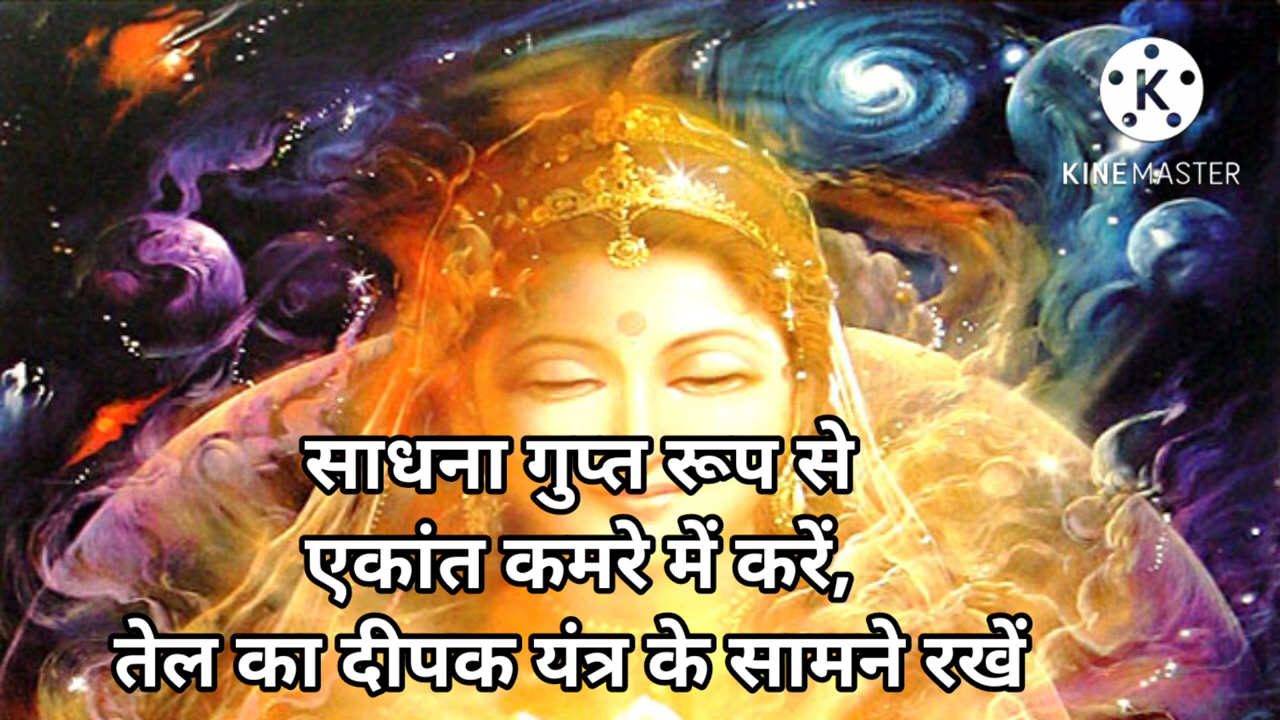 K
KINEMASTER
साधना गुप्त रूप से
एकांत कमरे में करें,
तेल का दीपक यंत्र के सामने रखें